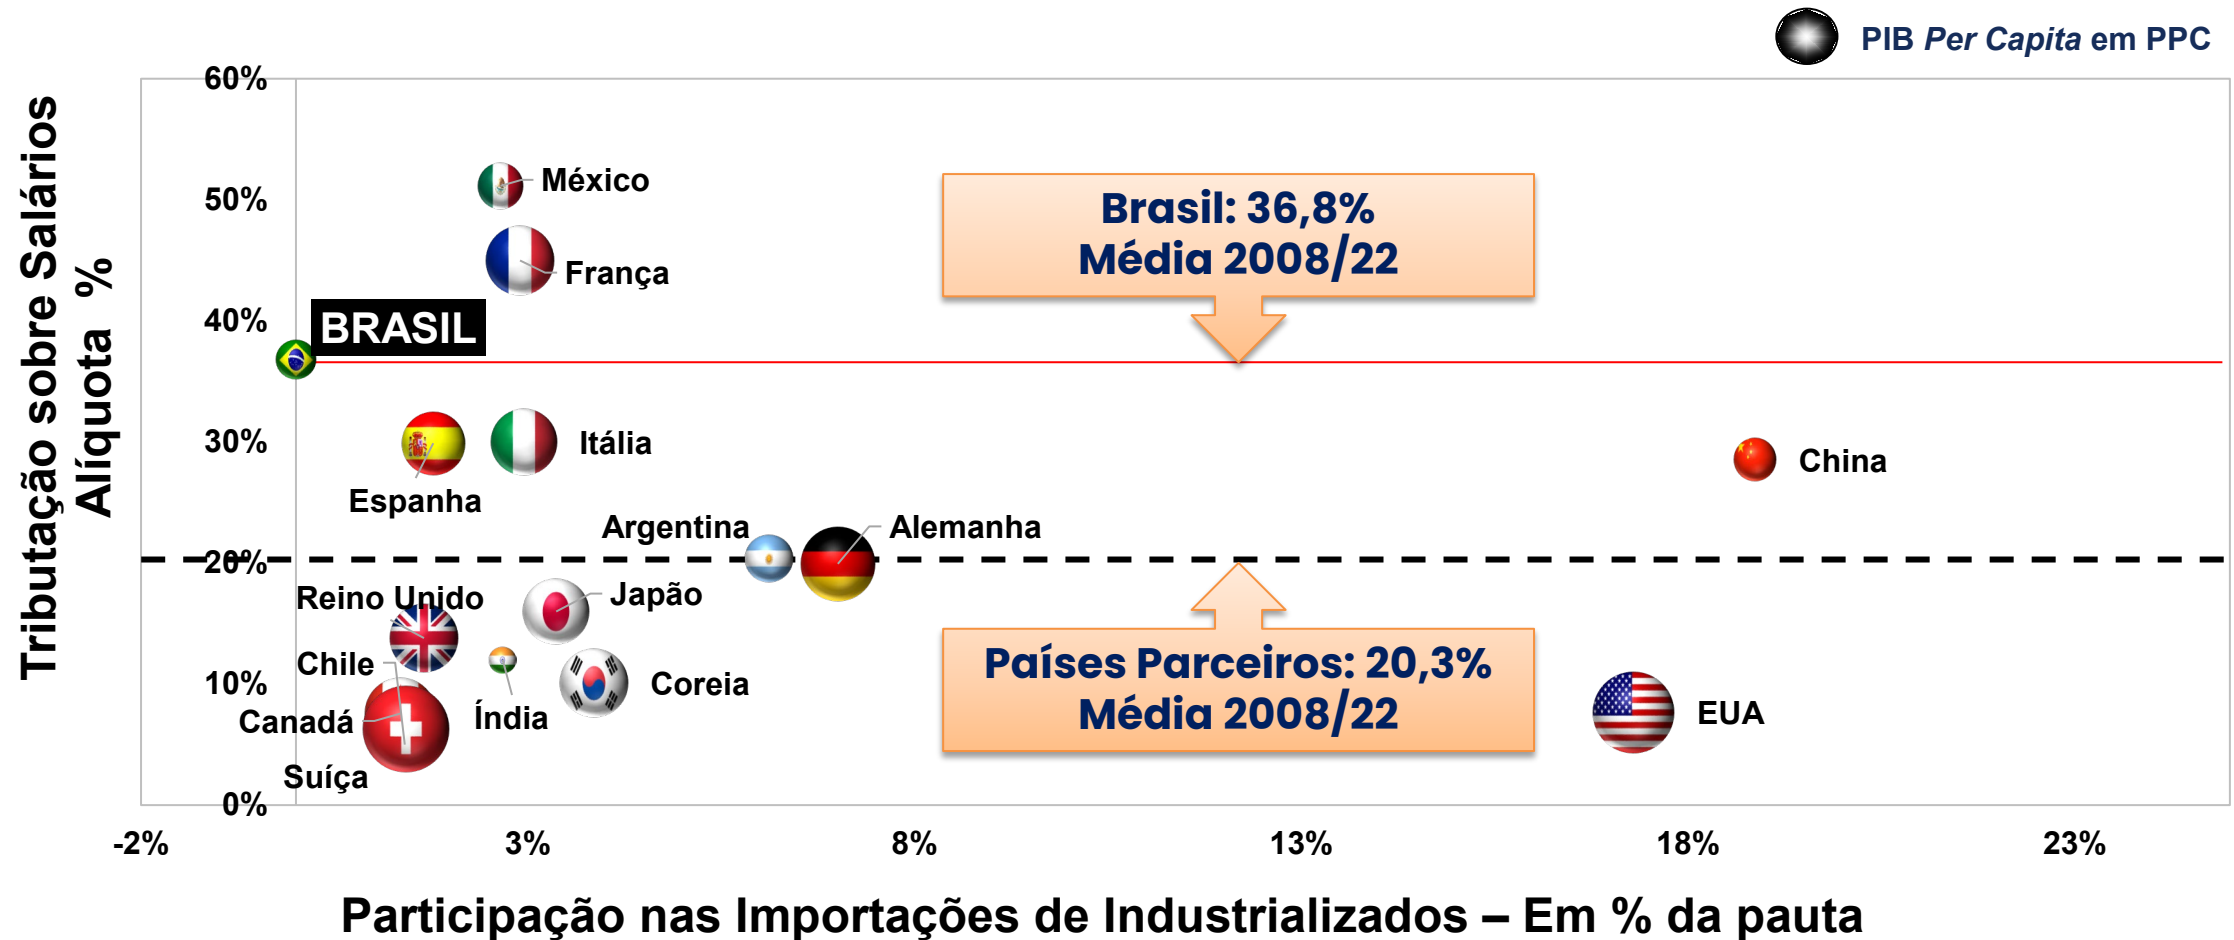 PIB Per Capita em PPC
Tributação sobre Salários
Alíquota %
60%
50%
40%
30%
20%
10%
0%
México
França
BRASIL
Brasil: 36,8%
Média 2008/22
Espanha
Itália
China
Argentina
Alemanha
Reino Unido
Japão
Chile
Canadá
Suíça
Índia
Coreia
Países Parceiros: 20,3%
Média 2008/22
EUA
-2%
3%
8%
13%
18%
23%
Participação nas Importações de Industrializados – Em % da pauta